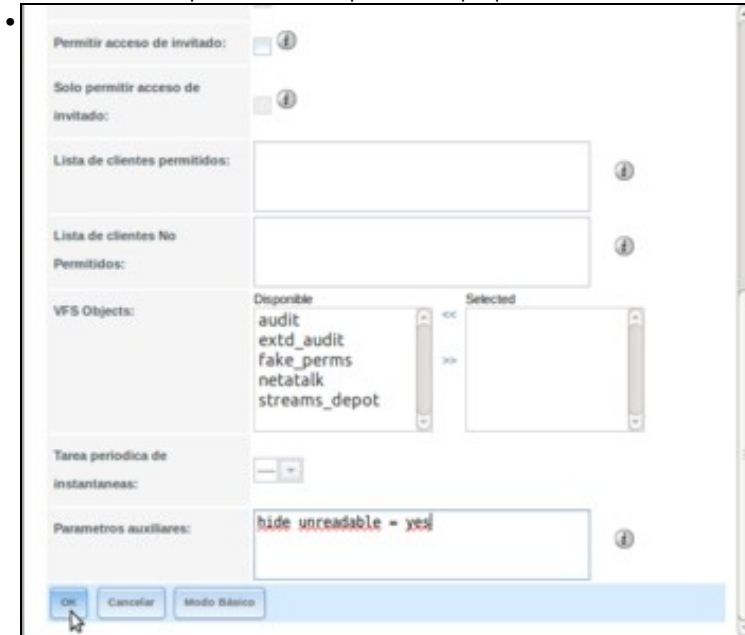 Permitir acceso de invitado:
Solo permitir acceso de
invitado:
Lista de clientes permitidos:
Lista de clientes No
Permitidos:
VFS Objects:
Disponible
Selected
audit
extd_audit
fake_perms
netatalk
streams_depot
<<
>>
Tarea periodica de
instantaneas:
Parametros auxiliares:
hide unreadable = yes
OK
Cancelar
Modo Básico